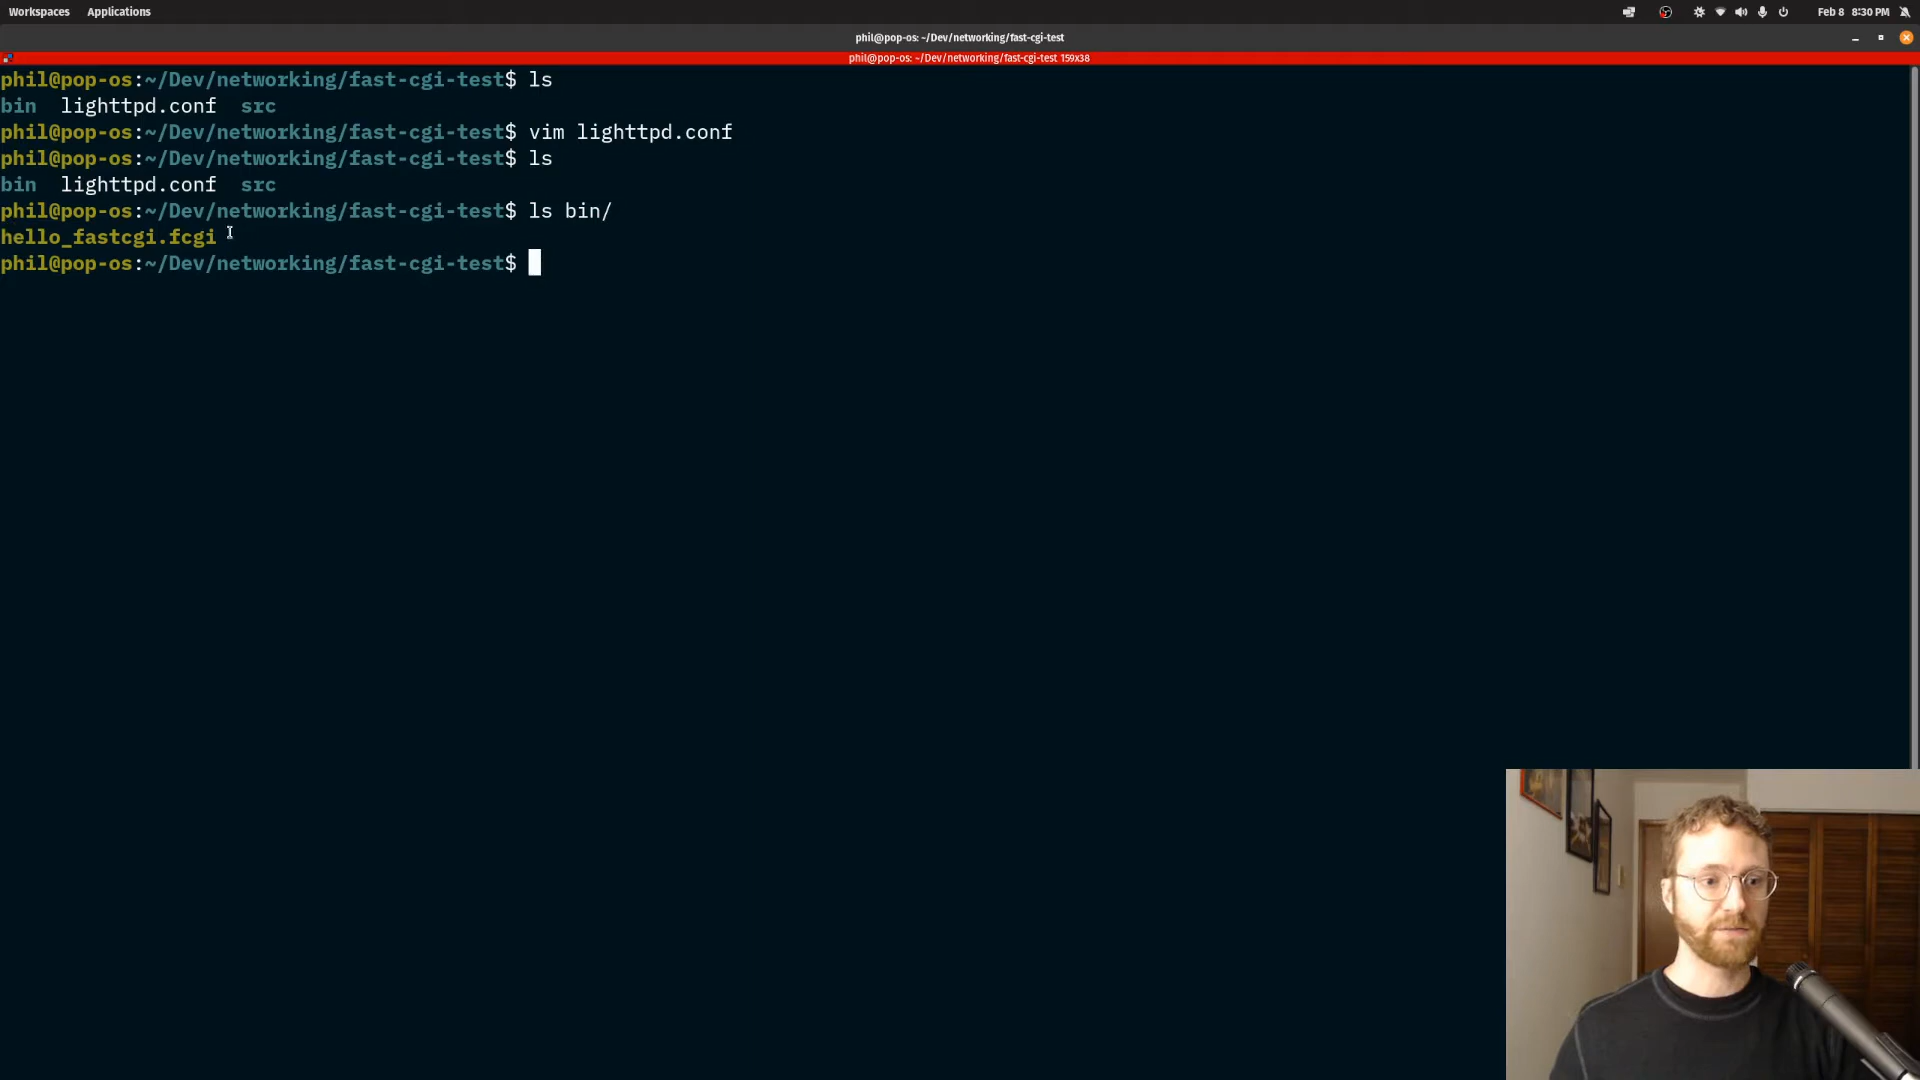 Workspaces Applications Feb 8 8:30 PM
phil@pop-os: ~/Dev/networking/fast-cgi-test
phil@pop-os: ~/Dev/networking/fast-cgi-test 159x38
phil@pop-os:~/Dev/networking/fast-cgi-test$ ls
bin lighttpd.conf src
phil@pop-os:~/Dev/networking/fast-cgi-test$ vim lighttpd.conf
phil@pop-os:~/Dev/networking/fast-cgi-test$ ls
bin lighttpd.conf src
phil@pop-os:~/Dev/networking/fast-cgi-test$ ls bin/
hello_fastcgi.fcgi
phil@pop-os:~/Dev/networking/fast-cgi-test$